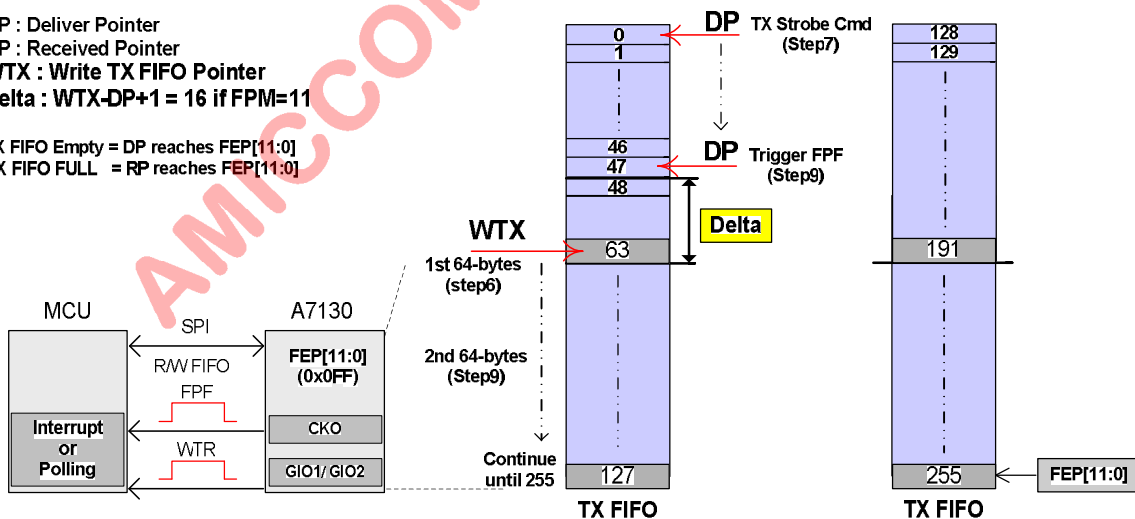 P : Deliver Pointer
P : Received Pointer
WTX : Write TX FIFO Pointer
elta : WTX-DP+1 = 16 if FPM=11
X FIFO Empty = DP reaches FEP[11:0]
X FIFO FULL = RP reaches FEP[11:0]
AMICCOM
0
1
46
47
48
63
127
TX FIFO
DP
TX Strobe Cmd
(Step7)
DP
Trigger FPF
(Step9)
Delta
WTX
1st 64-bytes
(step6)
2nd 64-bytes
(Step9)
Continue
until 255
128
129
191
255
TX FIFO
FEP[11:0]
MCU
Interrupt
or
Polling
SPI
R/W FIFO
FPF
WTR
A7130
FEP[11:0]
(0x0FF)
CKO
GIO1/ GIO2